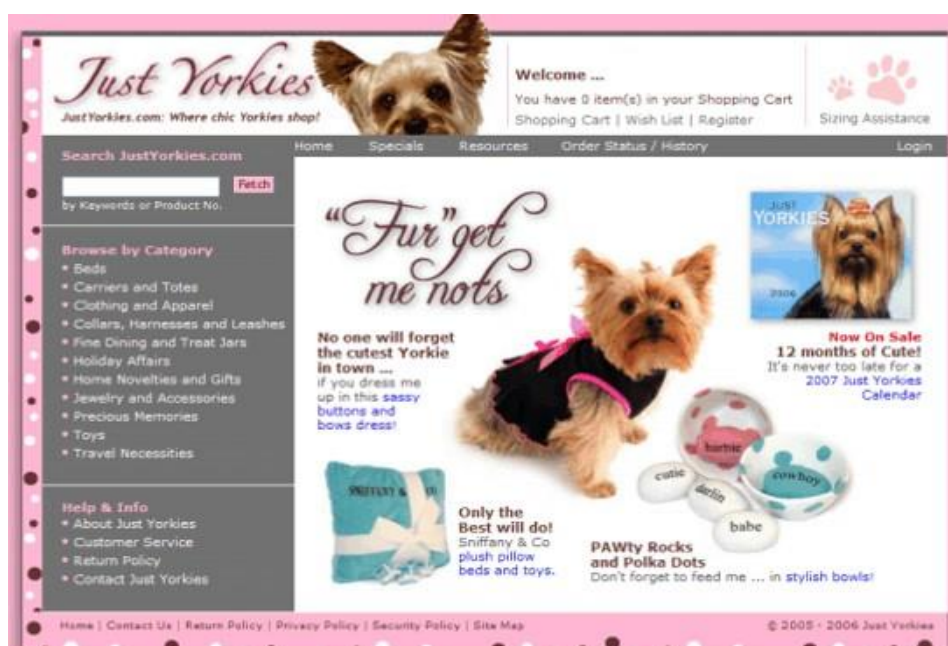 Just Yorkies
JustYorkies.com: Where chic Yorkies shop!
Welcome ...
You have 0 item(s) in your Shopping Cart
Shopping Cart | Wish List | Register
Sizing Assistance
Home Specials Resources Order Status / History Login
Search JustYorkies.com
Fetch
by Keywords or Product No.
Browse by Category
• Beds
• Carriers and Totes
• Clothing and Apparel
• Collars, Harnesses and Leashes
• Fine Dining and Treat Jars
• Holiday Affairs
• Home Novelties and Gifts
• Jewelry and Accessories
• Precious Memories
• Toys
• Travel Necessities
Help & Info
• About Just Yorkies
• Customer Service
• Return Policy
• Contact Just Yorkies
“Fur”get
me nots
No one will forget
the cutest Yorkie
in town ...
if you dress me
up in this sassy
buttons and
bows dress!
JUST
YORKIES
2006
Now On Sale
12 months of Cute!
It's never too late for a
2007 Just Yorkies
Calendar
SNIFFANY & CO
Only the
Best will do!
Sniffany & Co
plush pillow
beds and toys.
barbie
cowboy
cutie
darlin
babe
PAWty Rocks
and Polka Dots
Don't forget to feed me ... in stylish bowls!
Home | Contact Us | Return Policy | Privacy Policy | Security Policy | Site Map
© 2005 - 2006 Just Yorkies